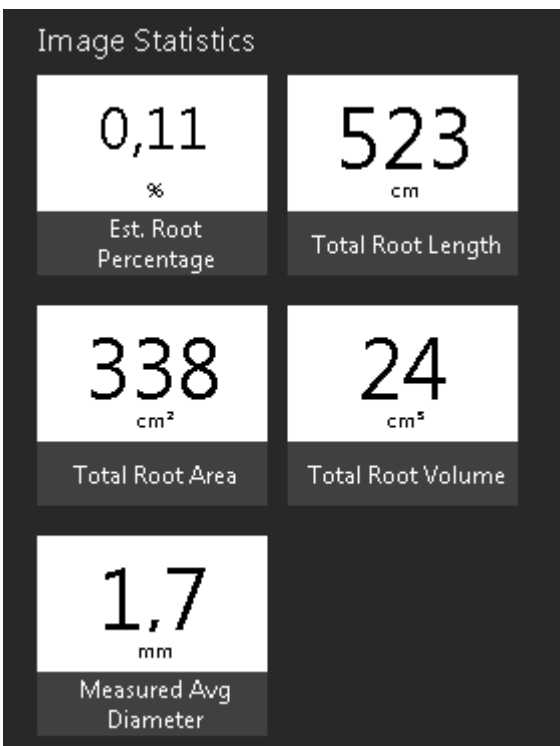 Image Statistics
0,11
%
Est. Root
Percentage
523
cm
Total Root Length
338
cm²
Total Root Area
24
cm³
Total Root Volume
1,7
mm
Measured Avg
Diameter